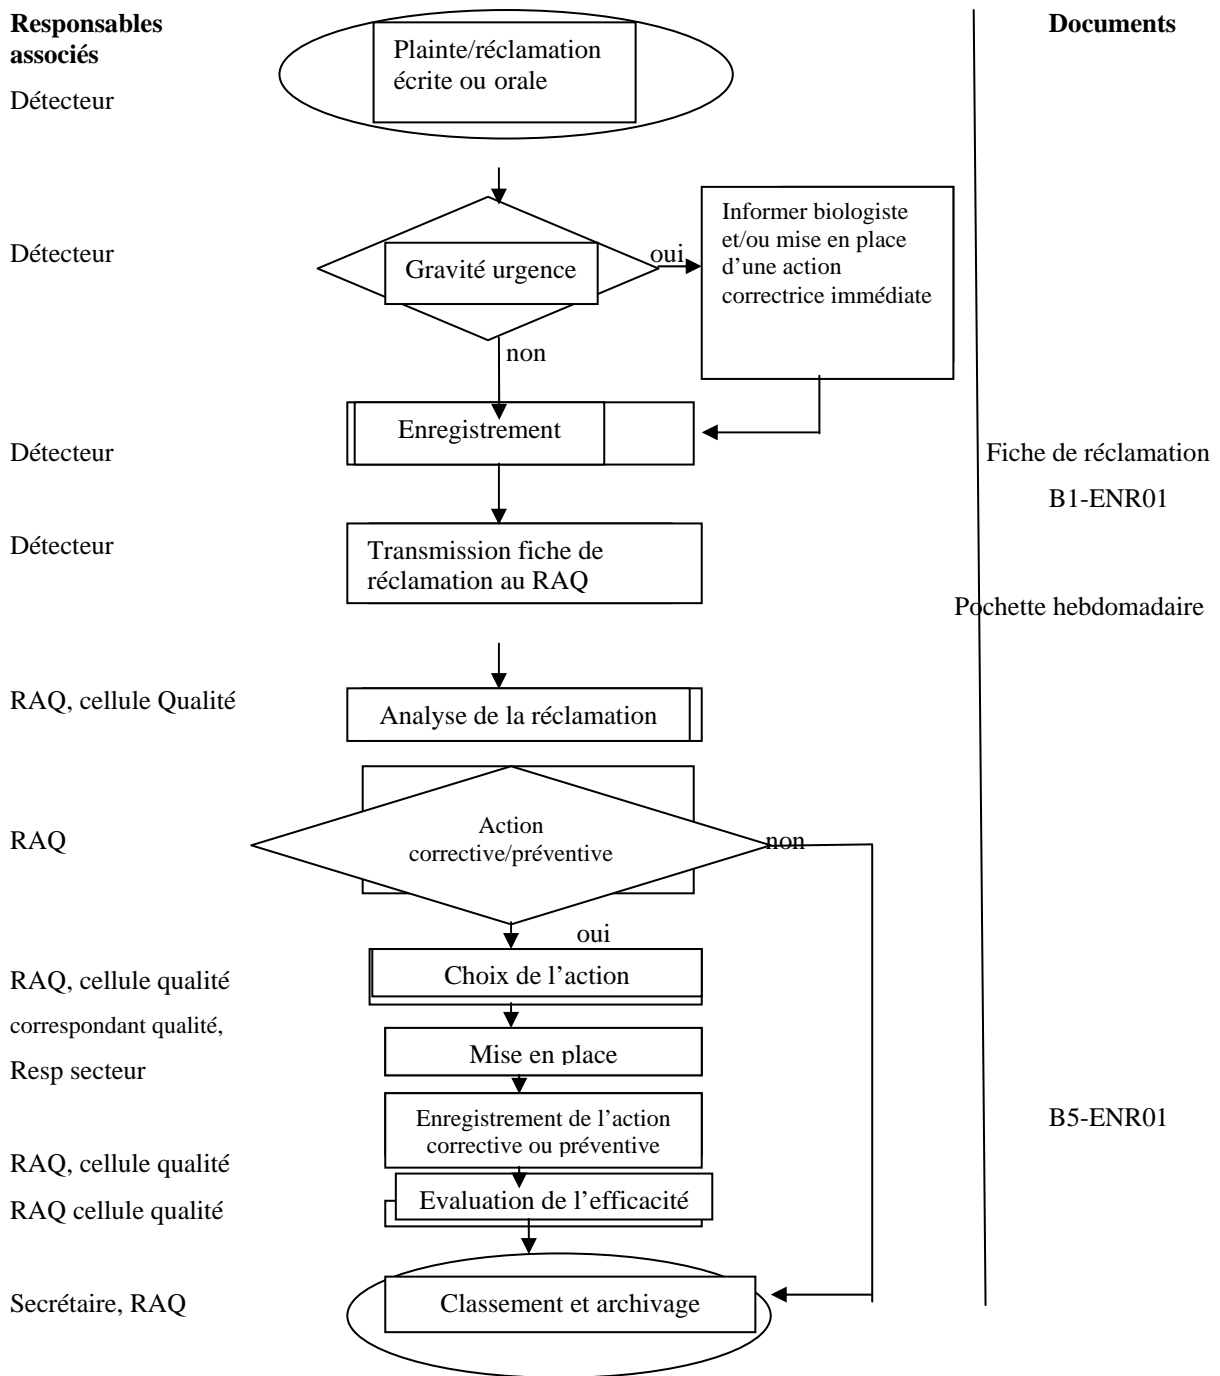 Responsables
associés
Documents
Plainte/réclamation
écrite ou orale
Détecteur
Détecteur
Gravité urgence
oui
Informer biologiste
et/ou mise en place
d’une action
correctrice immédiate
non
Détecteur
Enregistrement
Fiche de réclamation
B1-ENR01
Détecteur
Transmission fiche de
réclamation au RAQ
Pochette hebdomadaire
RAQ, cellule Qualité
Analyse de la réclamation
RAQ
Action
corrective/préventive
non
oui
RAQ, cellule qualité
Choix de l’action
correspondant qualité,
Mise en place
Resp secteur
Enregistrement de l’action
corrective ou préventive
B5-ENR01
RAQ, cellule qualité
Evaluation de l’efficacité
RAQ cellule qualité
Secrétaire, RAQ
Classement et archivage